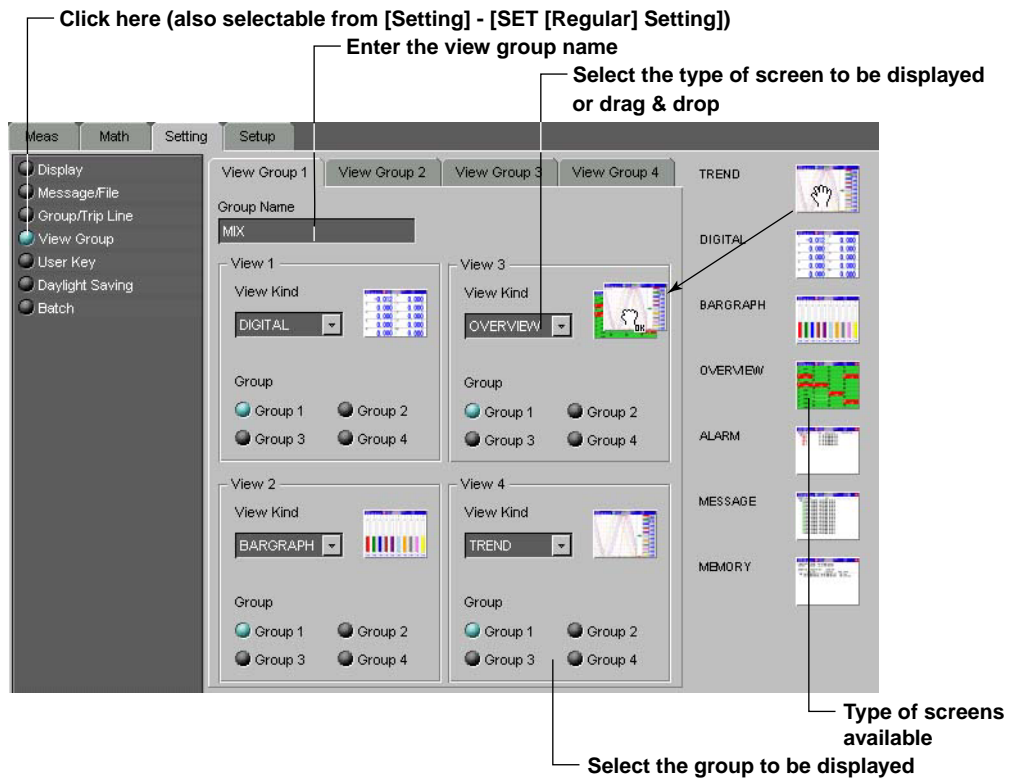 Click here (also selectable from [Setting] - [SET [Regular] Setting])
Enter the view group name
Select the type of screen to be displayed
or drag & drop
Meas Math Setting Setup
Display
Message/File
Group/Trip Line
View Group
User Key
Daylight Saving
Batch
View Group 1 View Group 2 View Group 3 View Group 4
Group Name
MIX
View 1
View Kind
DIGITAL
Group
Group 1 Group 2
Group 3 Group 4
View 3
View Kind
OVERVIEW
OK
Group
Group 1 Group 2
Group 3 Group 4
View 2
View Kind
BARGRAPH
Group
Group 1 Group 2
Group 3 Group 4
View 4
View Kind
TREND
Group
Group 1 Group 2
Group 3 Group 4
TREND
DIGITAL
BARGRAPH
OVERVIEW
ALARM
MESSAGE
MEMORY
Type of screens
available
Select the group to be displayed